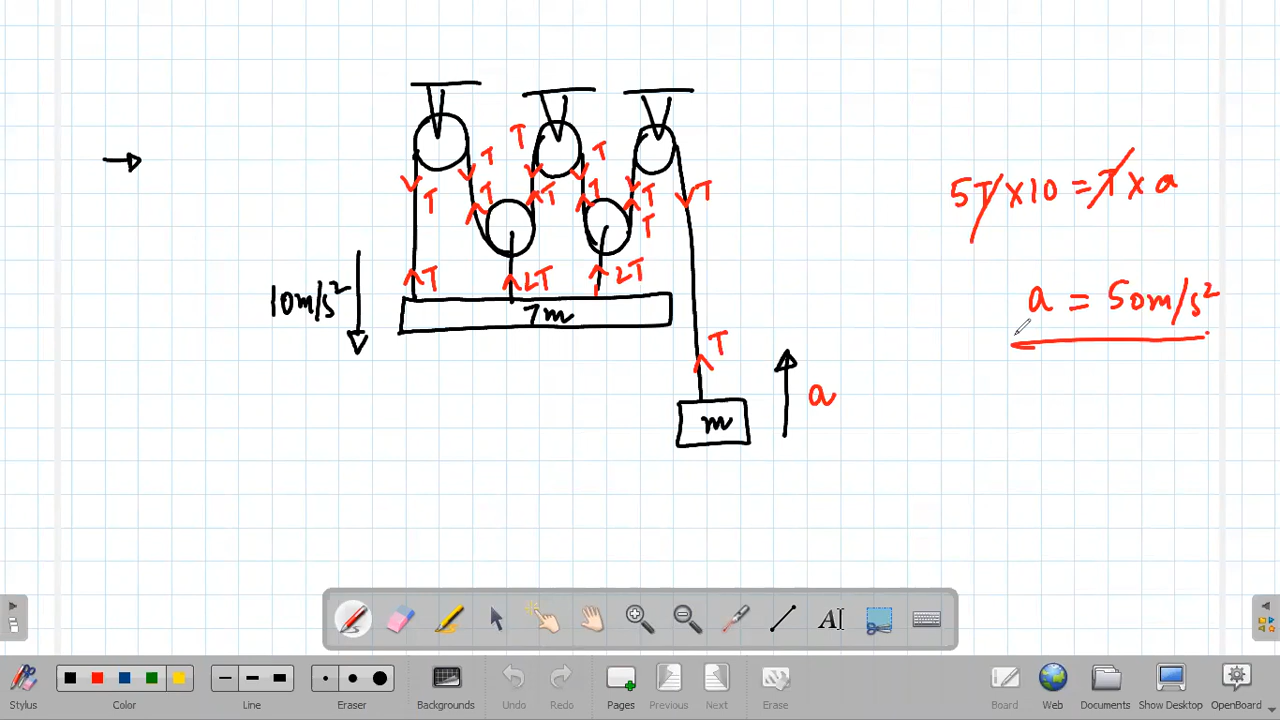 T
T
T
T
T
T
T
T
T
T
T
T
2T
2T
10m/s²
7m
T
a
m
5T×10 = T×a
a = 50m/s²
Stylus
Color
Line
Eraser
Backgrounds
Undo
Redo
Pages
Previous
Next
Erase
Board
Web
Documents
Show Desktop
OpenBoard